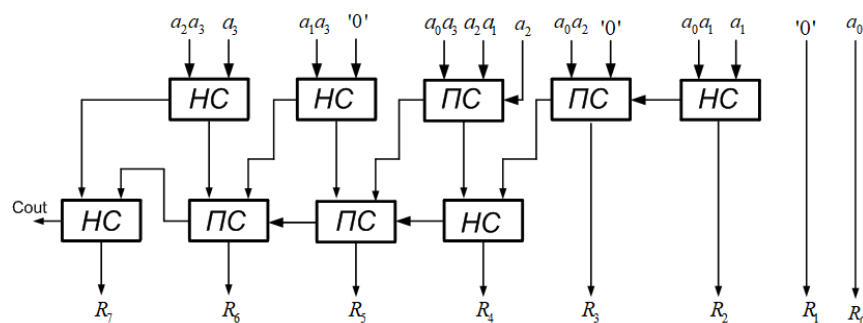 a₂a₃ a₃ a₁a₃ '0' a₀a₃ a₂a₁ a₂ a₀a₂ '0' a₀a₁ a₁ '0' a₀
НС НС ПС ПС НС
Cout НС ПС ПС НС
R₇ R₆ R₅ R₄ R₃ R₂ R₁